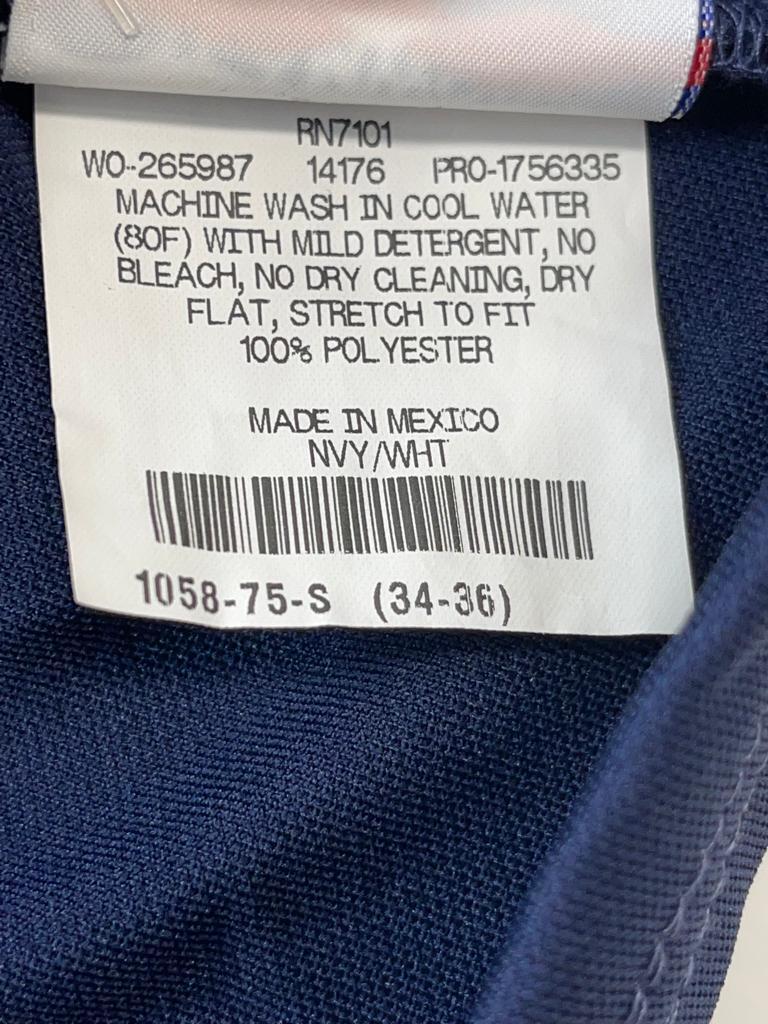 RN7101
WO-265987 14176 PRO-1756335
MACHINE WASH IN COOL WATER
(80F) WITH MILD DETERGENT, NO
BLEACH, NO DRY CLEANING, DRY
FLAT, STRETCH TO FIT
100% POLYESTER
MADE IN MEXICO
NVY/WHT
1058-75-S (34-36)